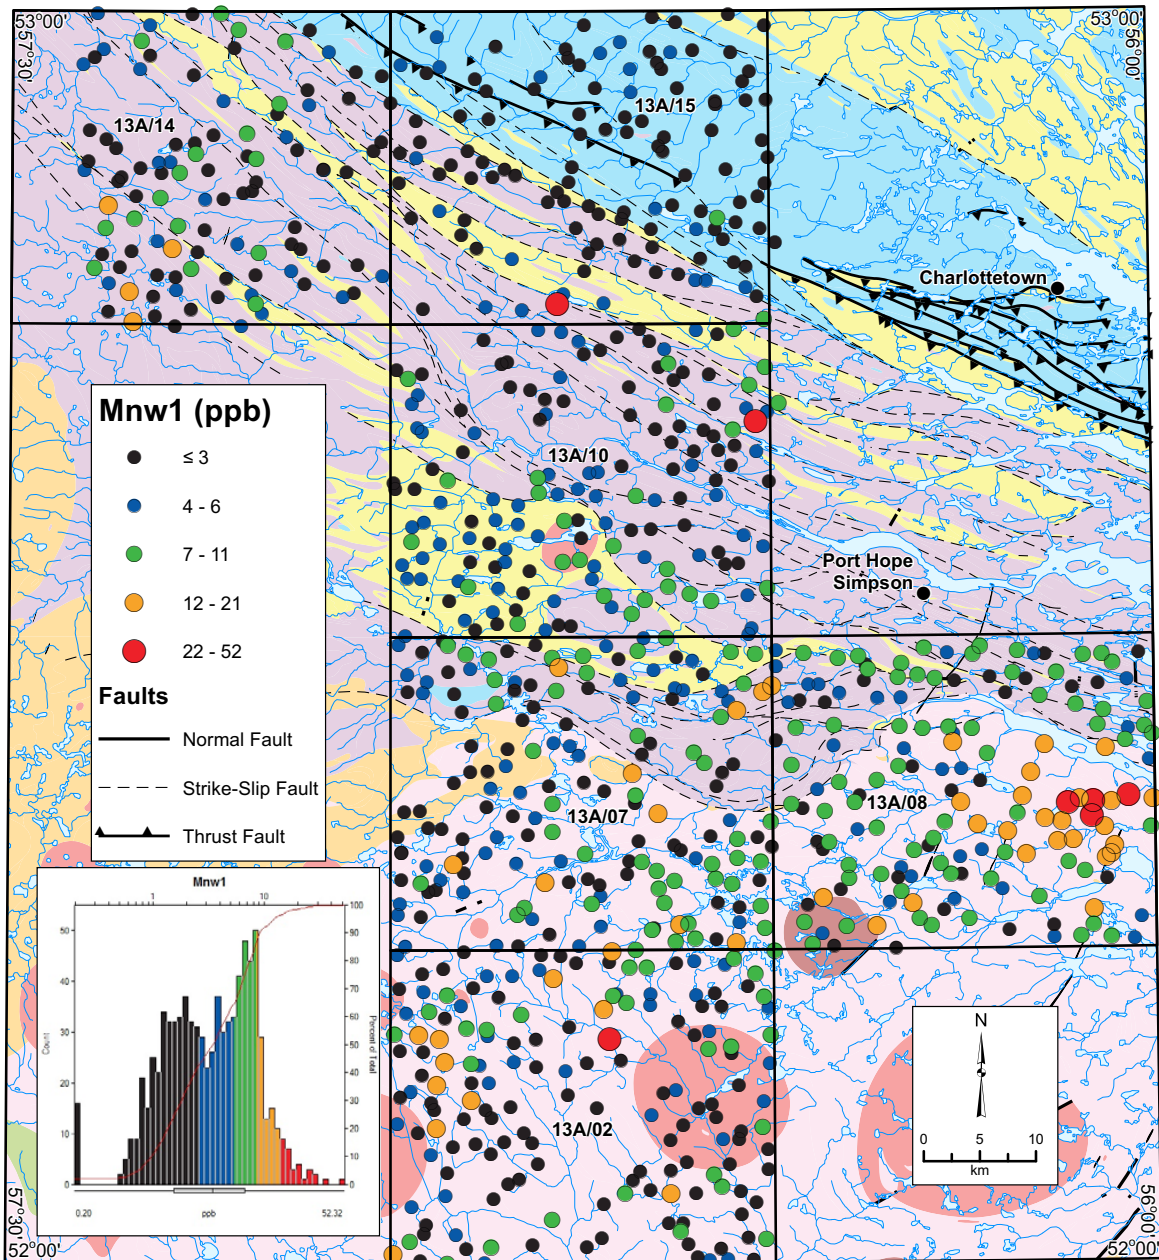 53°00'
57°30'
53°00'
56°00'
13A/14
13A/15
Charlottetown
Mnw1 (ppb)
≤ 3
4 - 6
7 - 11
12 - 21
22 - 52
Faults
Normal Fault
Strike-Slip Fault
Thrust Fault
13A/10
Port Hope
Simpson
13A/07
13A/08
13A/02
Mnw1
1 10
50
40
30
20
10
0
Count
100
90
80
70
60
50
40
30
20
10
0
Percent of Total
0.20 ppb 52.32
N
0 5 10
km
57°30'
52°00'
56°00'
52°00'